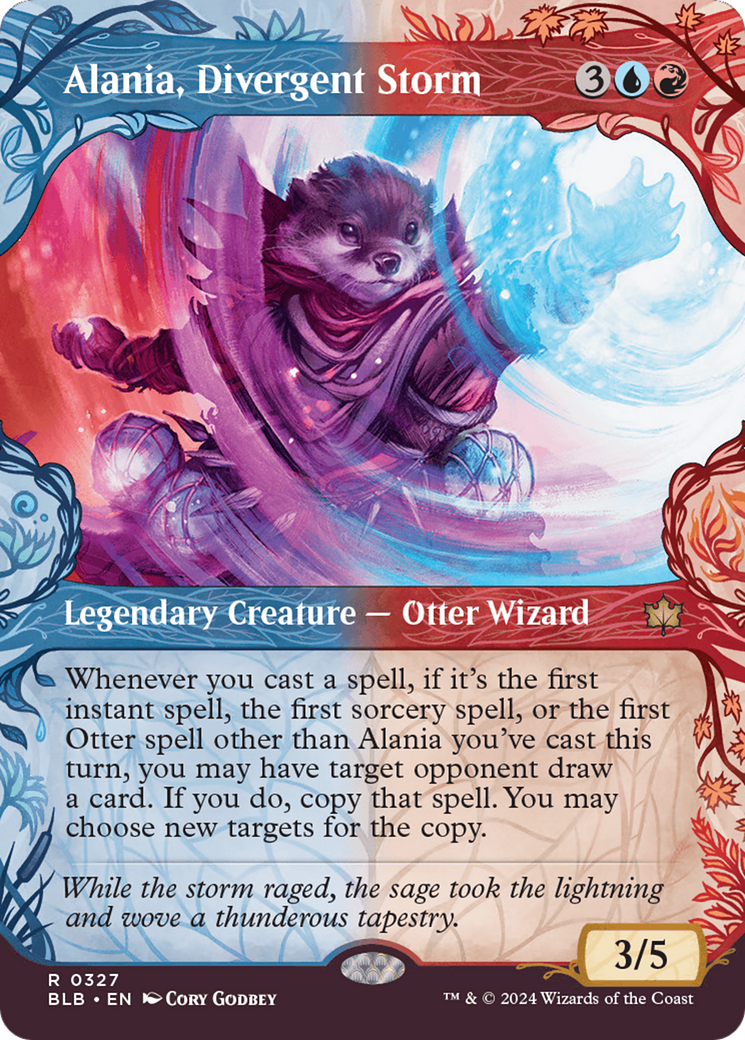 Alania, Divergent Storm 3
Legendary Creature — Otter Wizard
Whenever you cast a spell, if it's the first
instant spell, the first sorcery spell, or the first
Otter spell other than Alania you've cast this
turn, you may have target opponent draw
a card. If you do, copy that spell. You may
choose new targets for the copy.
While the storm raged, the sage took the lightning
and wove a thunderous tapestry.
3/5
R 0327
BLB • EN Cory Godbey
™ & © 2024 Wizards of the Coast